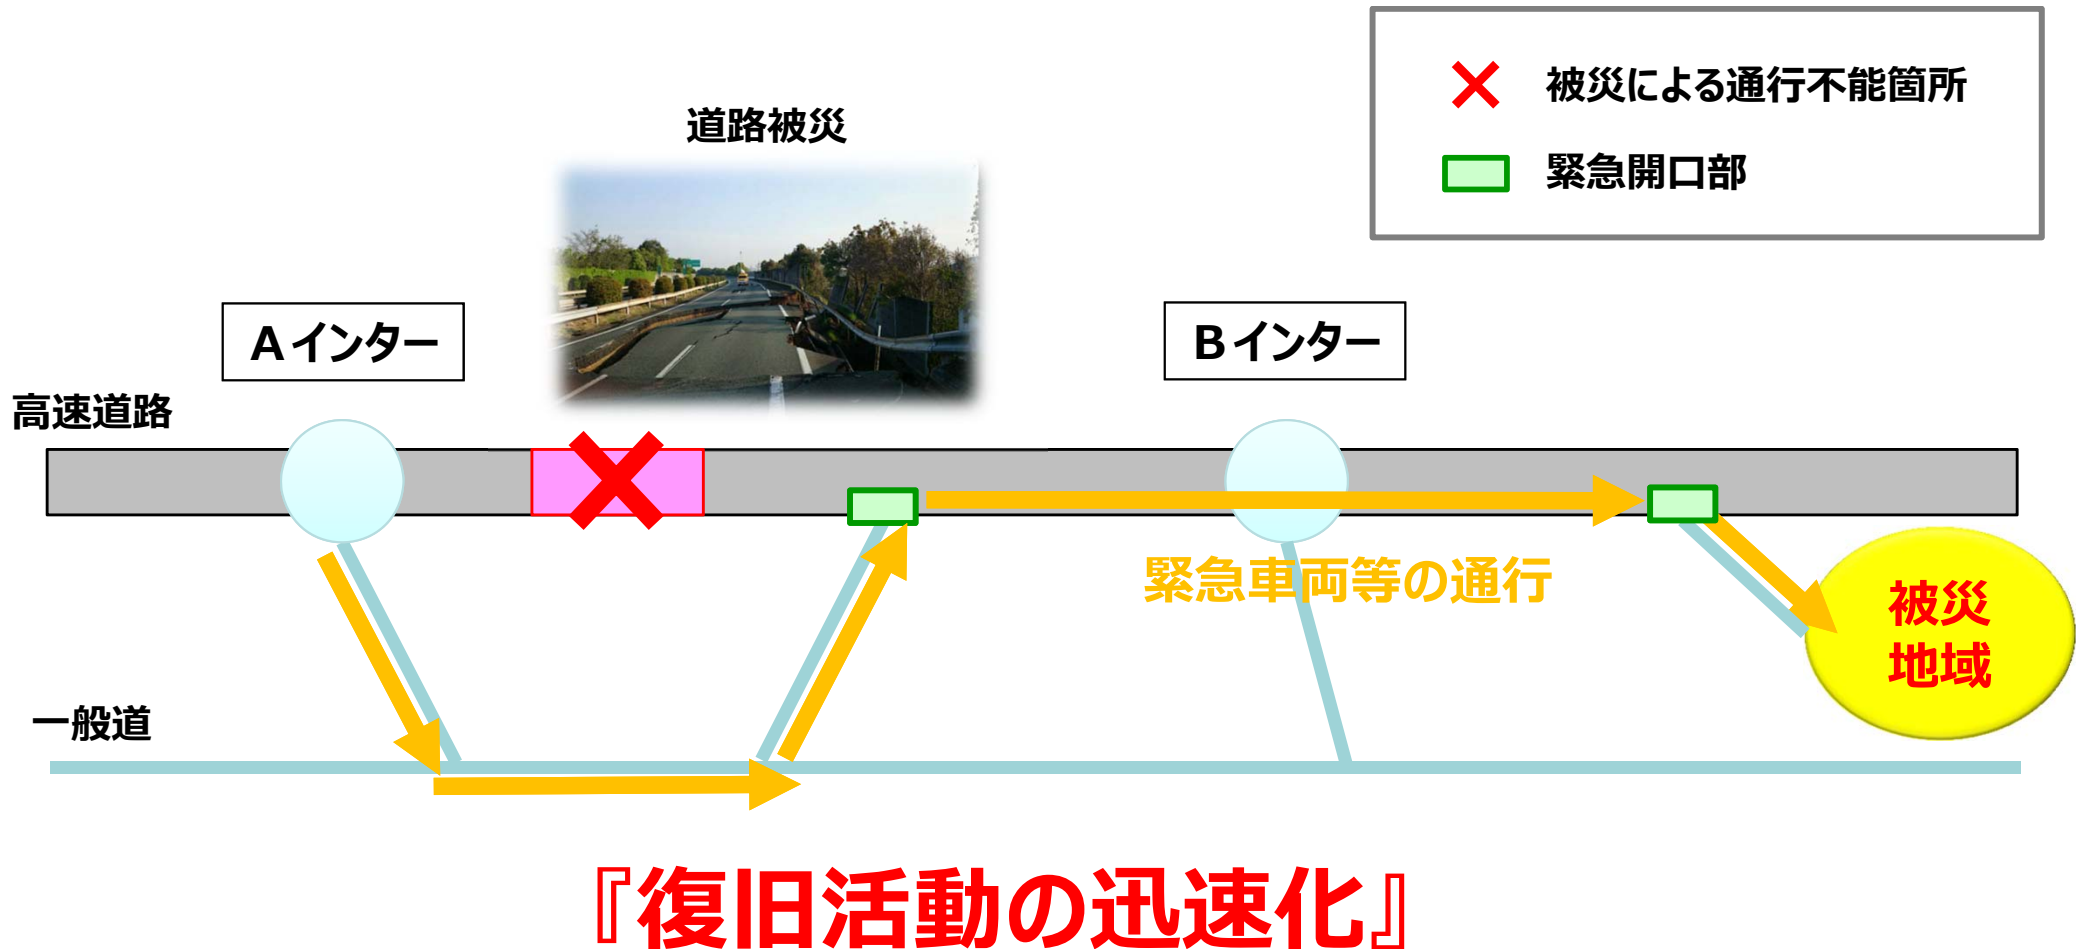 被災による通行不能箇所
緊急開口部
道路被災
Aインター
Bインター
高速道路
緊急車両等の通行
被災
地域
一般道
『復旧活動の迅速化』